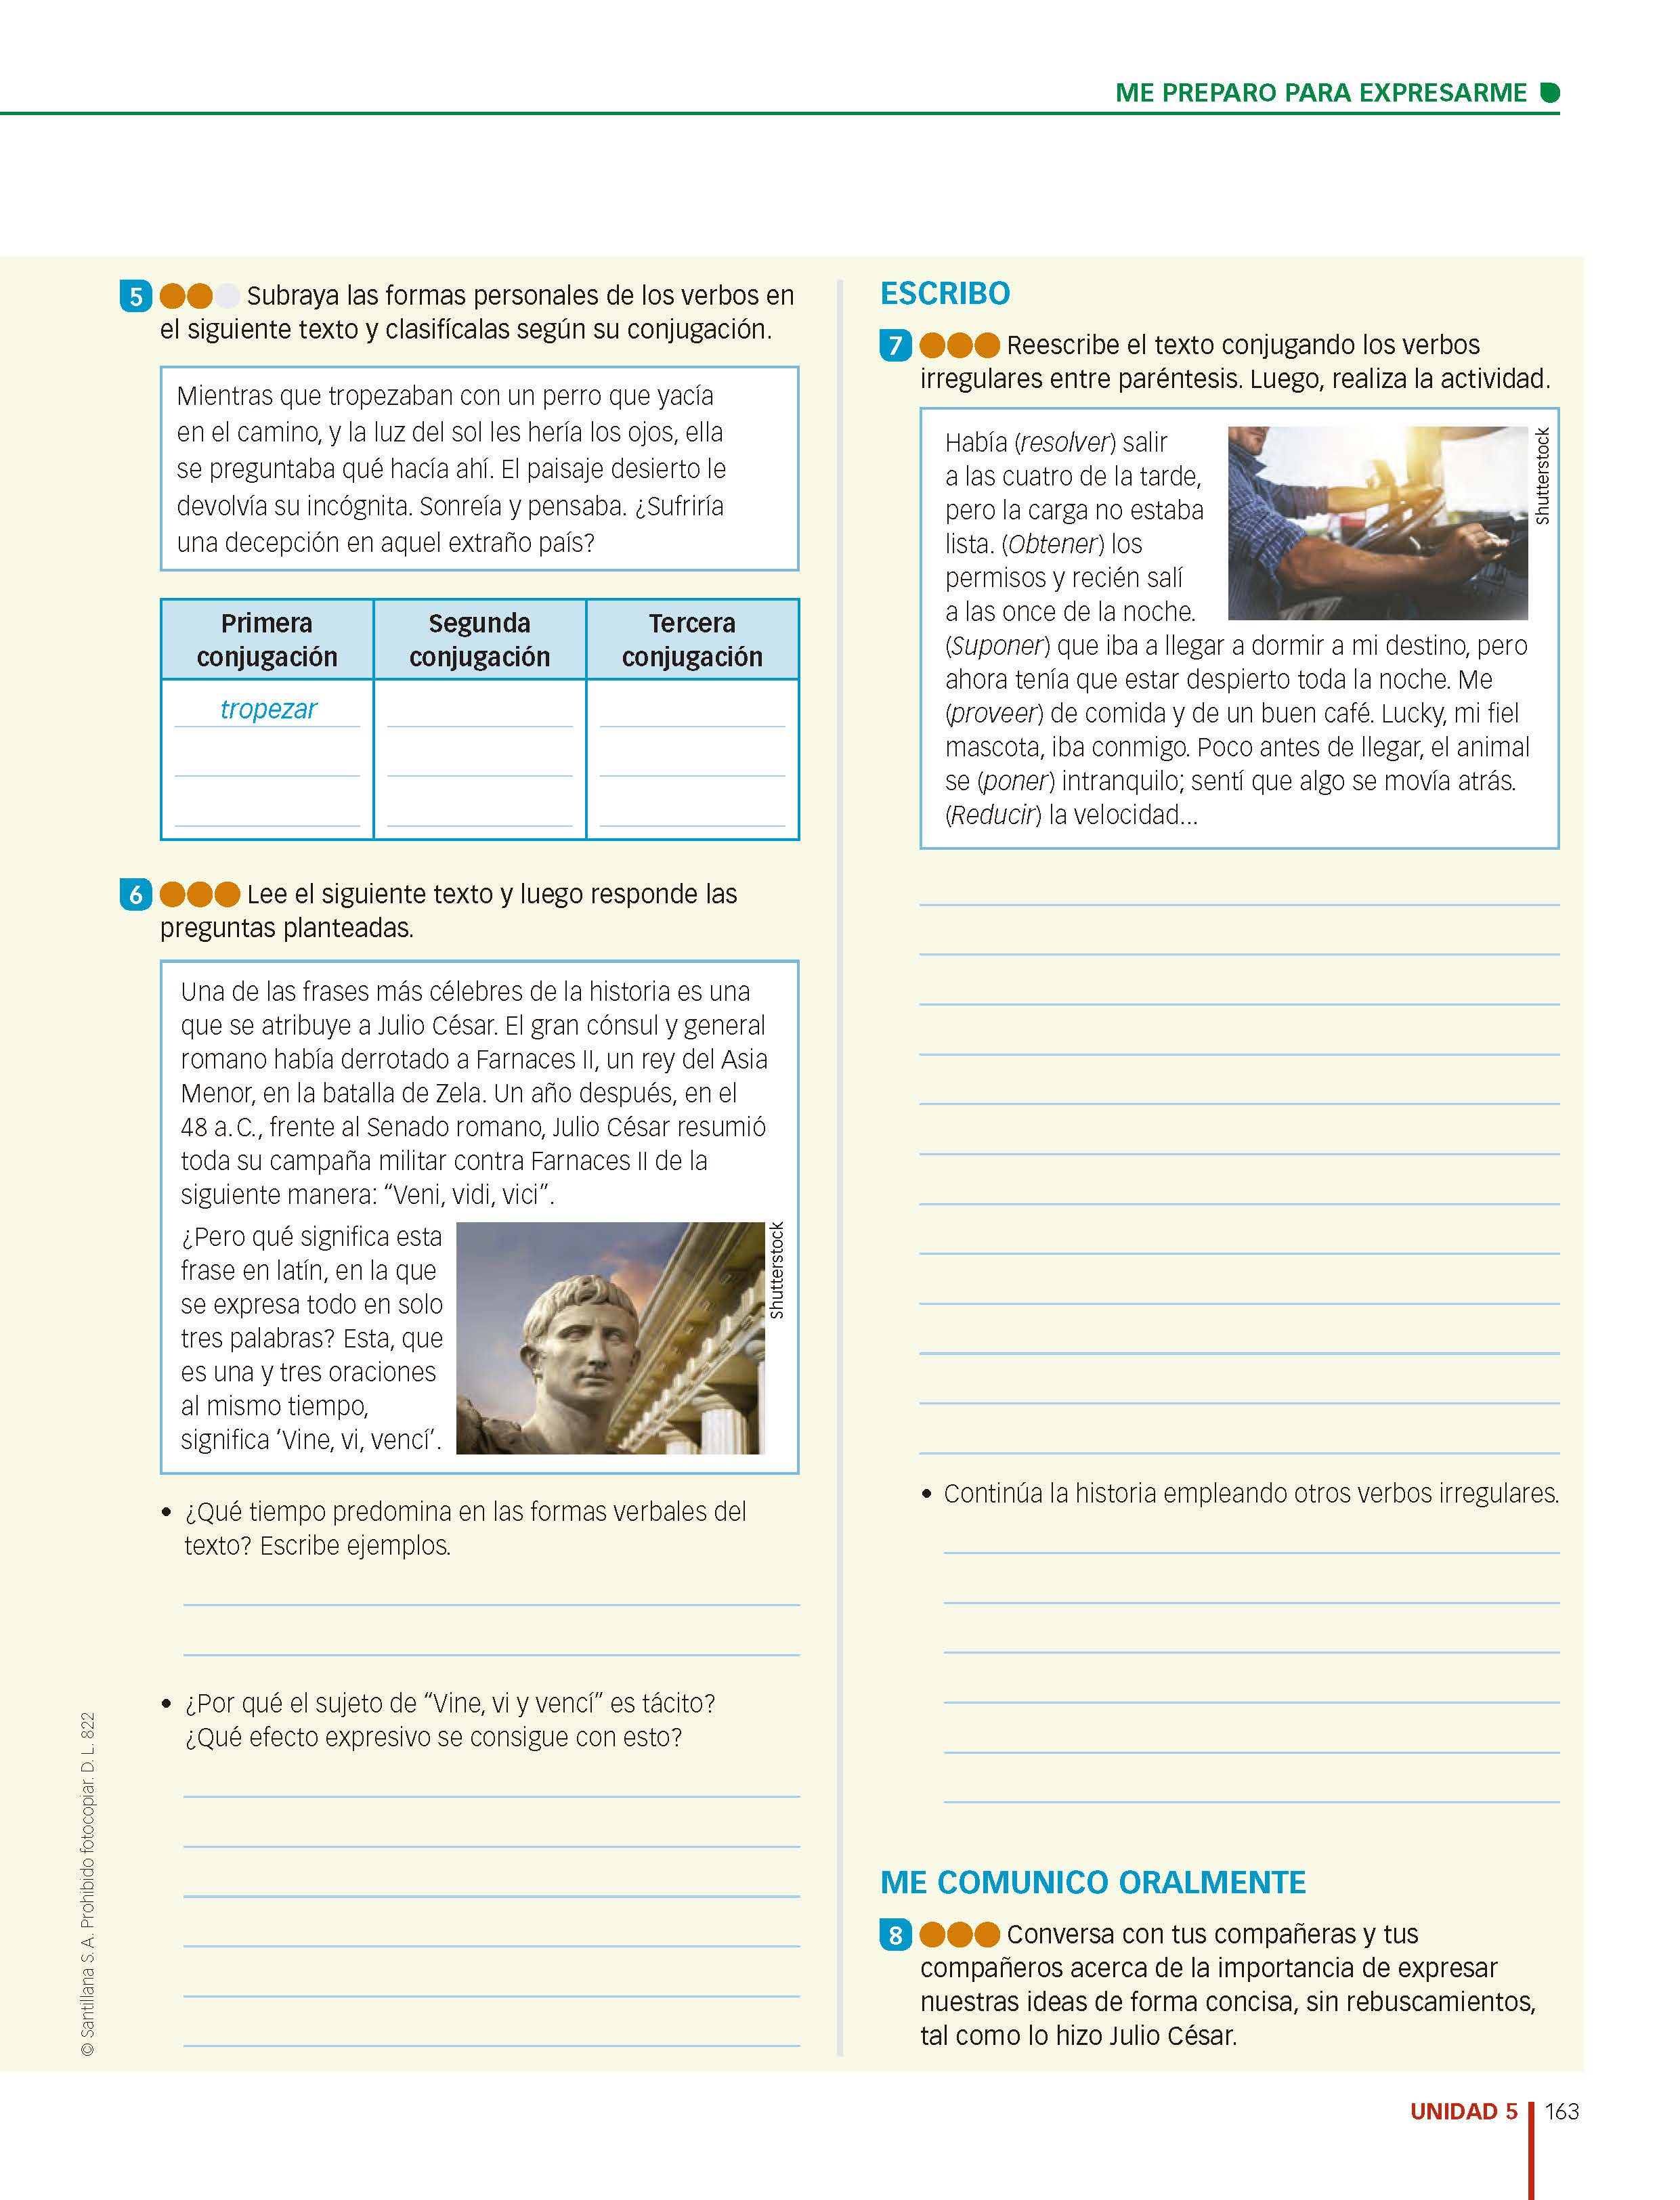 ME PREPARO PARA EXPRESARME
5 Subraya las formas personales de los verbos en
el siguiente texto y clasifícalas según su conjugación.
Mientras que tropezaban con un perro que yacía
en el camino, y la luz del sol les hería los ojos, ella
se preguntaba qué hacía ahí. El paisaje desierto le
devolvía su incógnita. Sonreía y pensaba. ¿Sufriría
una decepción en aquel extraño país?
Primera
conjugación
Segunda
conjugación
Tercera
conjugación
tropezar
6 Lee el siguiente texto y luego responde las
preguntas planteadas.
Una de las frases más célebres de la historia es una
que se atribuye a Julio César. El gran cónsul y general
romano había derrotado a Farnaces II, un rey del Asia
Menor, en la batalla de Zela. Un año después, en el
48 a. C., frente al Senado romano, Julio César resumió
toda su campaña militar contra Farnaces II de la
siguiente manera: “Veni, vidi, vici”.
¿Pero qué significa esta
frase en latín, en la que
se expresa todo en solo
tres palabras? Esta, que
es una y tres oraciones
al mismo tiempo,
significa ‘Vine, vi, vencí’.
Shutterstock
• ¿Qué tiempo predomina en las formas verbales del
texto? Escribe ejemplos.
• ¿Por qué el sujeto de “Vine, vi y vencí” es tácito?
¿Qué efecto expresivo se consigue con esto?
ESCRIBO
7 Reescribe el texto conjugando los verbos
irregulares entre paréntesis. Luego, realiza la actividad.
Había (resolver) salir
a las cuatro de la tarde,
pero la carga no estaba
lista. (Obtener) los
permisos y recién salí
a las once de la noche.
(Suponer) que iba a llegar a dormir a mi destino, pero
ahora tenía que estar despierto toda la noche. Me
(proveer) de comida y de un buen café. Lucky, mi fiel
mascota, iba conmigo. Poco antes de llegar, el animal
se (poner) intranquilo; sentí que algo se movía atrás.
(Reducir) la velocidad...
Shutterstock
• Continúa la historia empleando otros verbos irregulares.
ME COMUNICO ORALMENTE
8 Conversa con tus compañeras y tus
compañeros acerca de la importancia de expresar
nuestras ideas de forma concisa, sin rebuscamientos,
tal como lo hizo Julio César.
© Santillana S. A. Prohibido fotocopiar. D. L. 822
UNIDAD 5 163